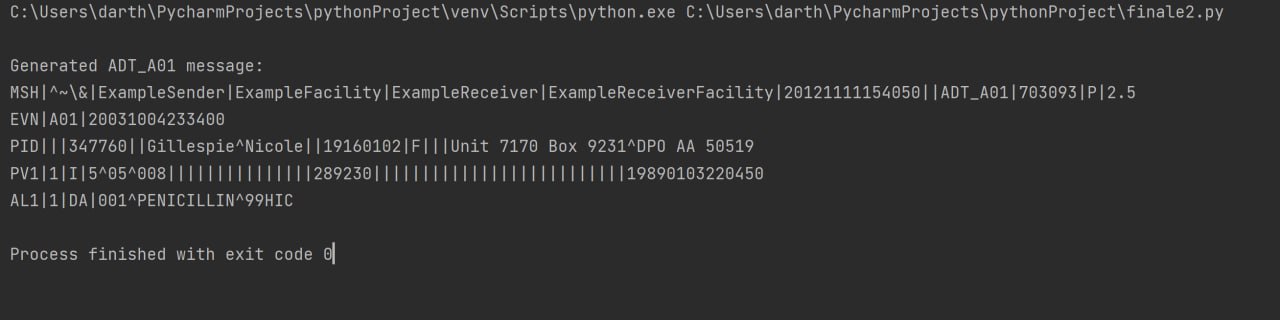 C:\Users\darth\PycharmProjects\pythonProject\venv\Scripts\python.exe C:\Users\darth\PycharmProjects\pythonProject\finale2.py
Generated ADT_A01 message:
MSH|^~\&|ExampleSender|ExampleFacility|ExampleReceiver|ExampleReceiverFacility|20121111154050||ADT_A01|703093|P|2.5
EVN|A01|20031004233400
PID|||347760||Gillespie^Nicole||19160102|F|||Unit 7170 Box 9231^DPO AA 50519
PV1|1|I|5^05^008|||||||||||||||289230||||||||||||||||||||||||||19890103220450
AL1|1|DA|001^PENICILLIN^99HIC
Process finished with exit code 0